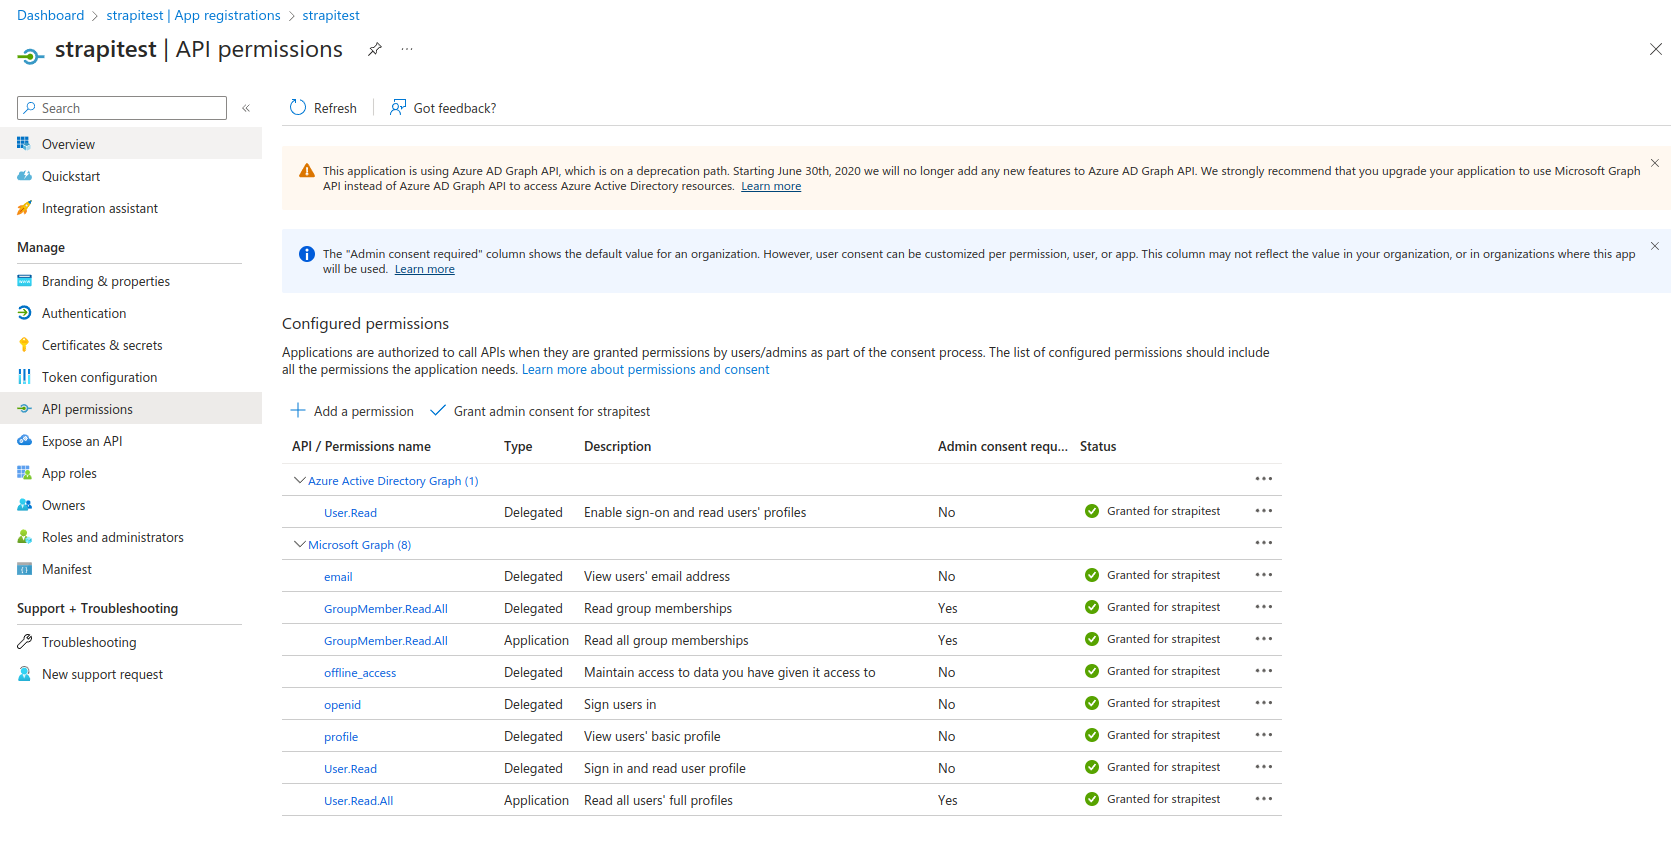 Dashboard > strapitest | App registrations > strapitest
strapitest | API permissions
Search
Overview
Quickstart
Integration assistant
Manage
Branding & properties
Authentication
Certificates & secrets
Token configuration
API permissions
Expose an API
App roles
Owners
Roles and administrators
Manifest
Support + Troubleshooting
Troubleshooting
New support request
Refresh | Got feedback?
This application is using Azure AD Graph API, which is on a deprecation path. Starting June 30th, 2020 we will no longer add any new features to Azure AD Graph API. We strongly recommend that you upgrade your application to use Microsoft Graph
API instead of Azure AD Graph API to access Azure Active Directory resources. Learn more
The "Admin consent required" column shows the default value for an organization. However, user consent can be customized per permission, user, or app. This column may not reflect the value in your organization, or in organizations where this app
will be used. Learn more
Configured permissions
Applications are authorized to call APIs when they are granted permissions by users/admins as part of the consent process. The list of configured permissions should include
all the permissions the application needs. Learn more about permissions and consent
Add a permission Grant admin consent for strapitest
API / Permissions name Type Description Admin consent requ... Status
Azure Active Directory Graph (1)
User.Read Delegated Enable sign-on and read users' profiles No Granted for strapitest
Microsoft Graph (8)
email Delegated View users' email address No Granted for strapitest
GroupMember.Read.All Delegated Read group memberships Yes Granted for strapitest
GroupMember.Read.All Application Read all group memberships Yes Granted for strapitest
offline_access Delegated Maintain access to data you have given it access to No Granted for strapitest
openid Delegated Sign users in No Granted for strapitest
profile Delegated View users' basic profile No Granted for strapitest
User.Read Delegated Sign in and read user profile No Granted for strapitest
User.Read.All Application Read all users' full profiles Yes Granted for strapitest